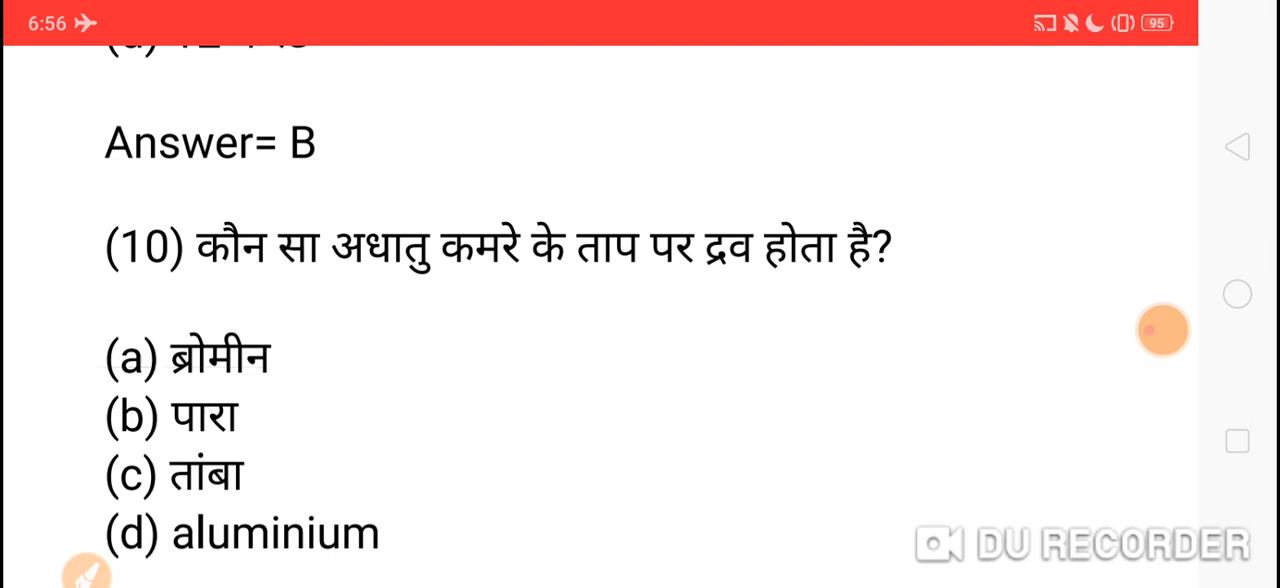 6:56
95
Answer= B
(10) कौन सा अधातु कमरे के ताप पर द्रव होता है?
(a) ब्रोमीन
(b) पारा
(c) तांबा
(d) aluminium
DU RECORDER